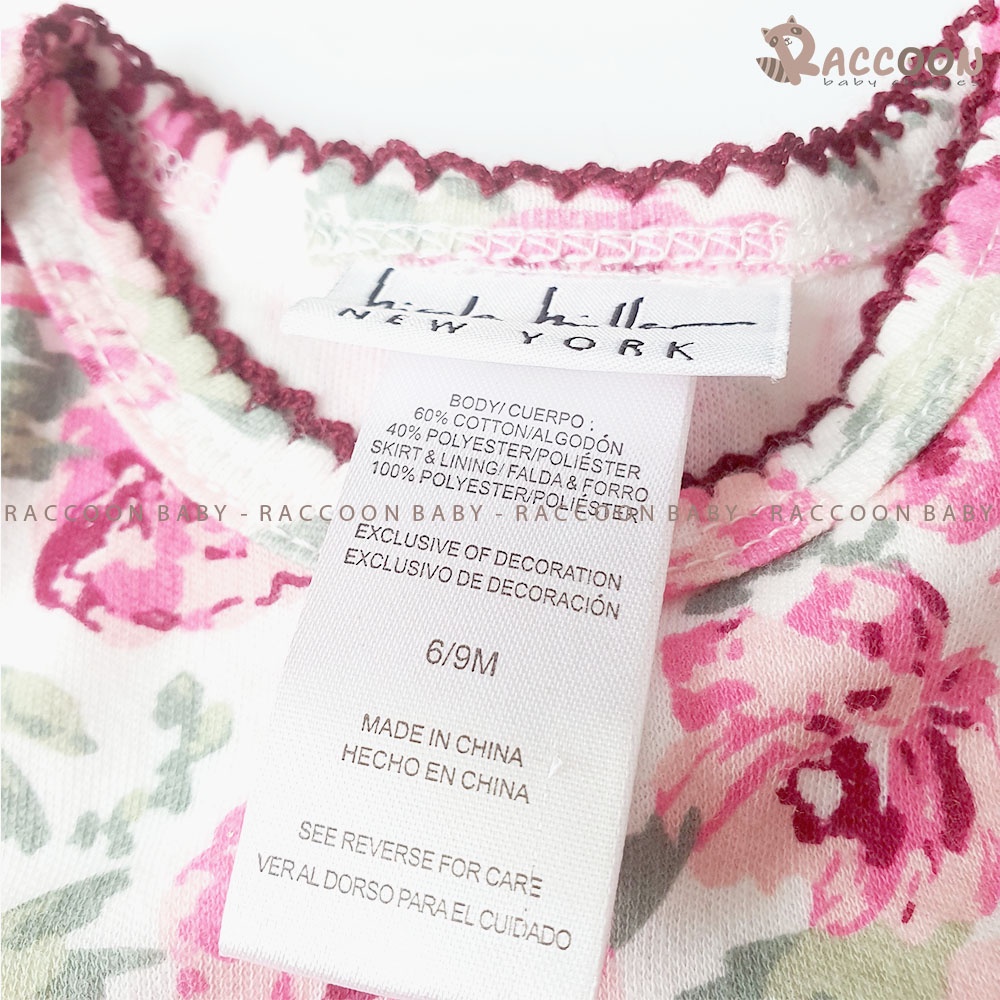 RACCOON
baby
nicole miller
NEW YORK
BODY/ CUERPO :
60% COTTON/ALGODÓN
40% POLYESTER/POLIÉSTER
SKIRT & LINING/ FALDA & FORRO
100% POLYESTER/POLIÉSTER
RACCOON BABY - RACCOON BABY - RACCOON BABY - RACCOON BABY
EXCLUSIVE OF DECORATION
EXCLUSIVO DE DECORACIÓN
6/9M
MADE IN CHINA
HECHO EN CHINA
SEE REVERSE FOR CARE
VER AL DORSO PARA EL CUIDADO